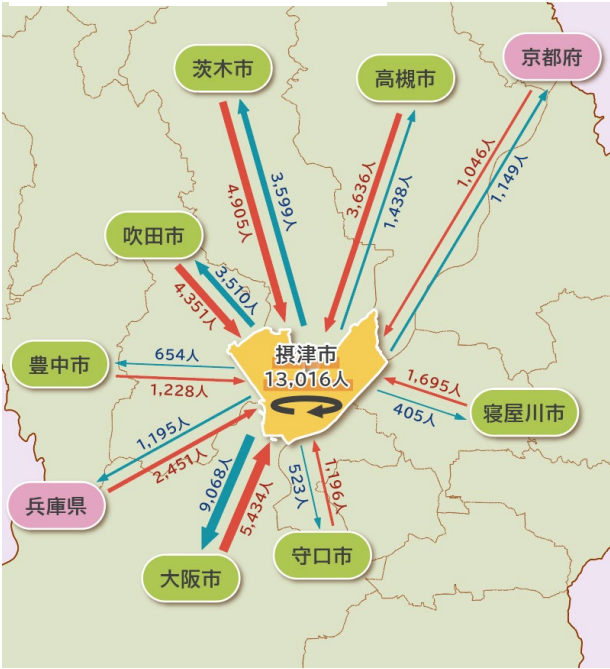 京都府
茨木市
高槻市
4,905人
3,599人
3,636人
1,438人
1,046人
1,149人
吹田市
3,510人
4,351人
摂津市
13,016人
豊中市
654人
1,228人
1,695人
405人
寝屋川市
1,195人
2,451人
兵庫県
9,068人
5,434人
523人
1,196人
大阪市
守口市